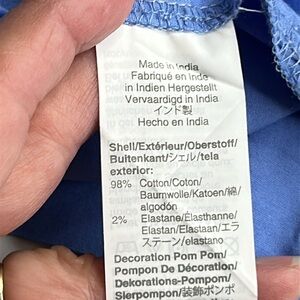 Made in India
Fabriqué en Inde
in Indien Hergestellt
Vervaardigd in India
インド製
Hecho en India
Shell/Extérieur/Oberstoff/
Buitenkant/シェル/tela
exterior:
98% Cotton/Coton/
Baumwolle/Katoen/綿/
algodón
2% Elastane/Élasthanne/
Elastan/Elastaan/エラ
ステーン/elastano
Decoration Pom Pom/
Pompon De Décoration/
Dekorations-Pompom/
Sierpompon/装飾ポンポ